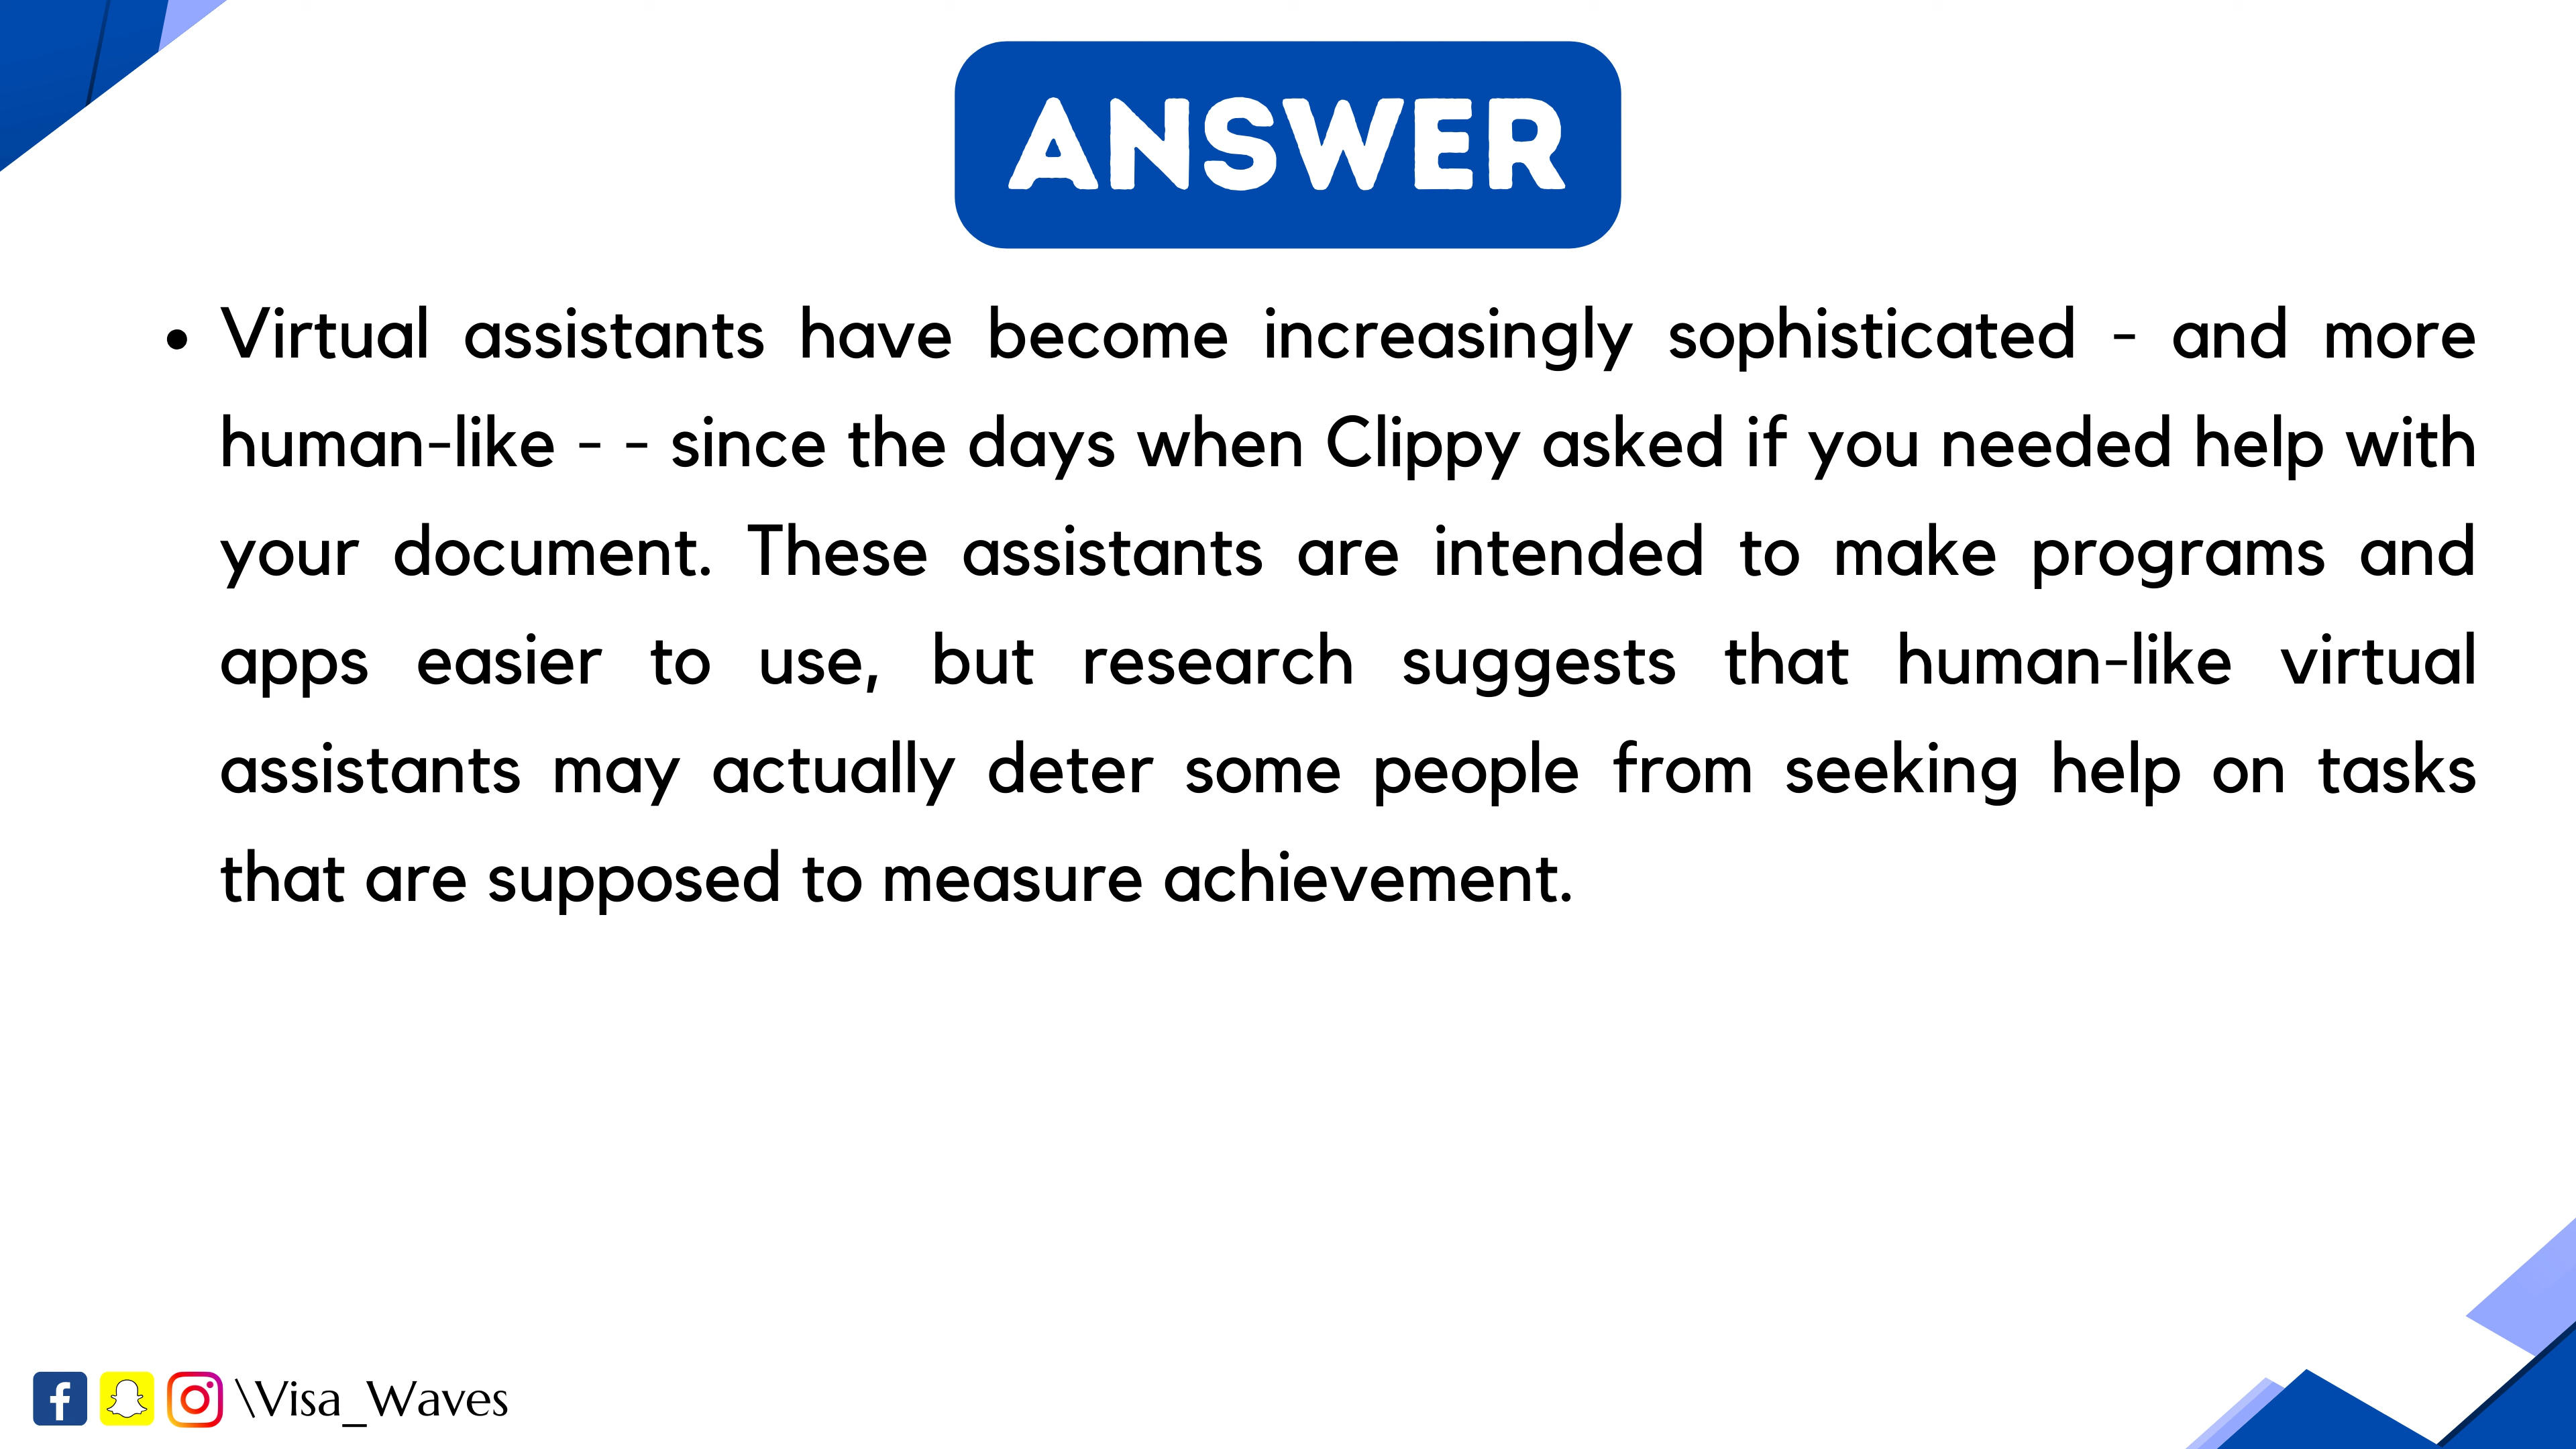 ANSWER
• Virtual assistants have become increasingly sophisticated - and more
human-like - - since the days when Clippy asked if you needed help with
your document. These assistants are intended to make programs and
apps easier to use, but research suggests that human-like virtual
assistants may actually deter some people from seeking help on tasks
that are supposed to measure achievement.
\Visa_Waves